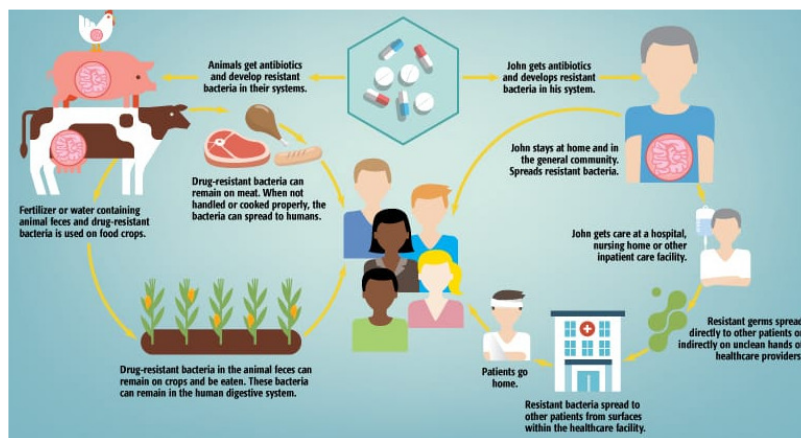 Animals get antibiotics
and develop resistant
bacteria in their systems.
John gets antibiotics
and develops resistant
bacteria in his system.
John stays at home and in
the general community.
Spreads resistant bacteria.
Drug-resistant bacteria can
remain on meat. When not
handled or cooked properly, the
bacteria can spread to humans.
Fertilizer or water containing
animal feces and drug-resistant
bacteria is used on food crops.
John gets care at a hospital,
nursing home or other
inpatient care facility.
Resistant germs spread
directly to other patients or
indirectly on unclean hands of
healthcare providers
Drug-resistant bacteria in the animal feces can
remain on crops and be eaten. These bacteria
can remain in the human digestive system.
Patients go
home.
Resistant bacteria spread to
other patients from surfaces
within the healthcare facility.